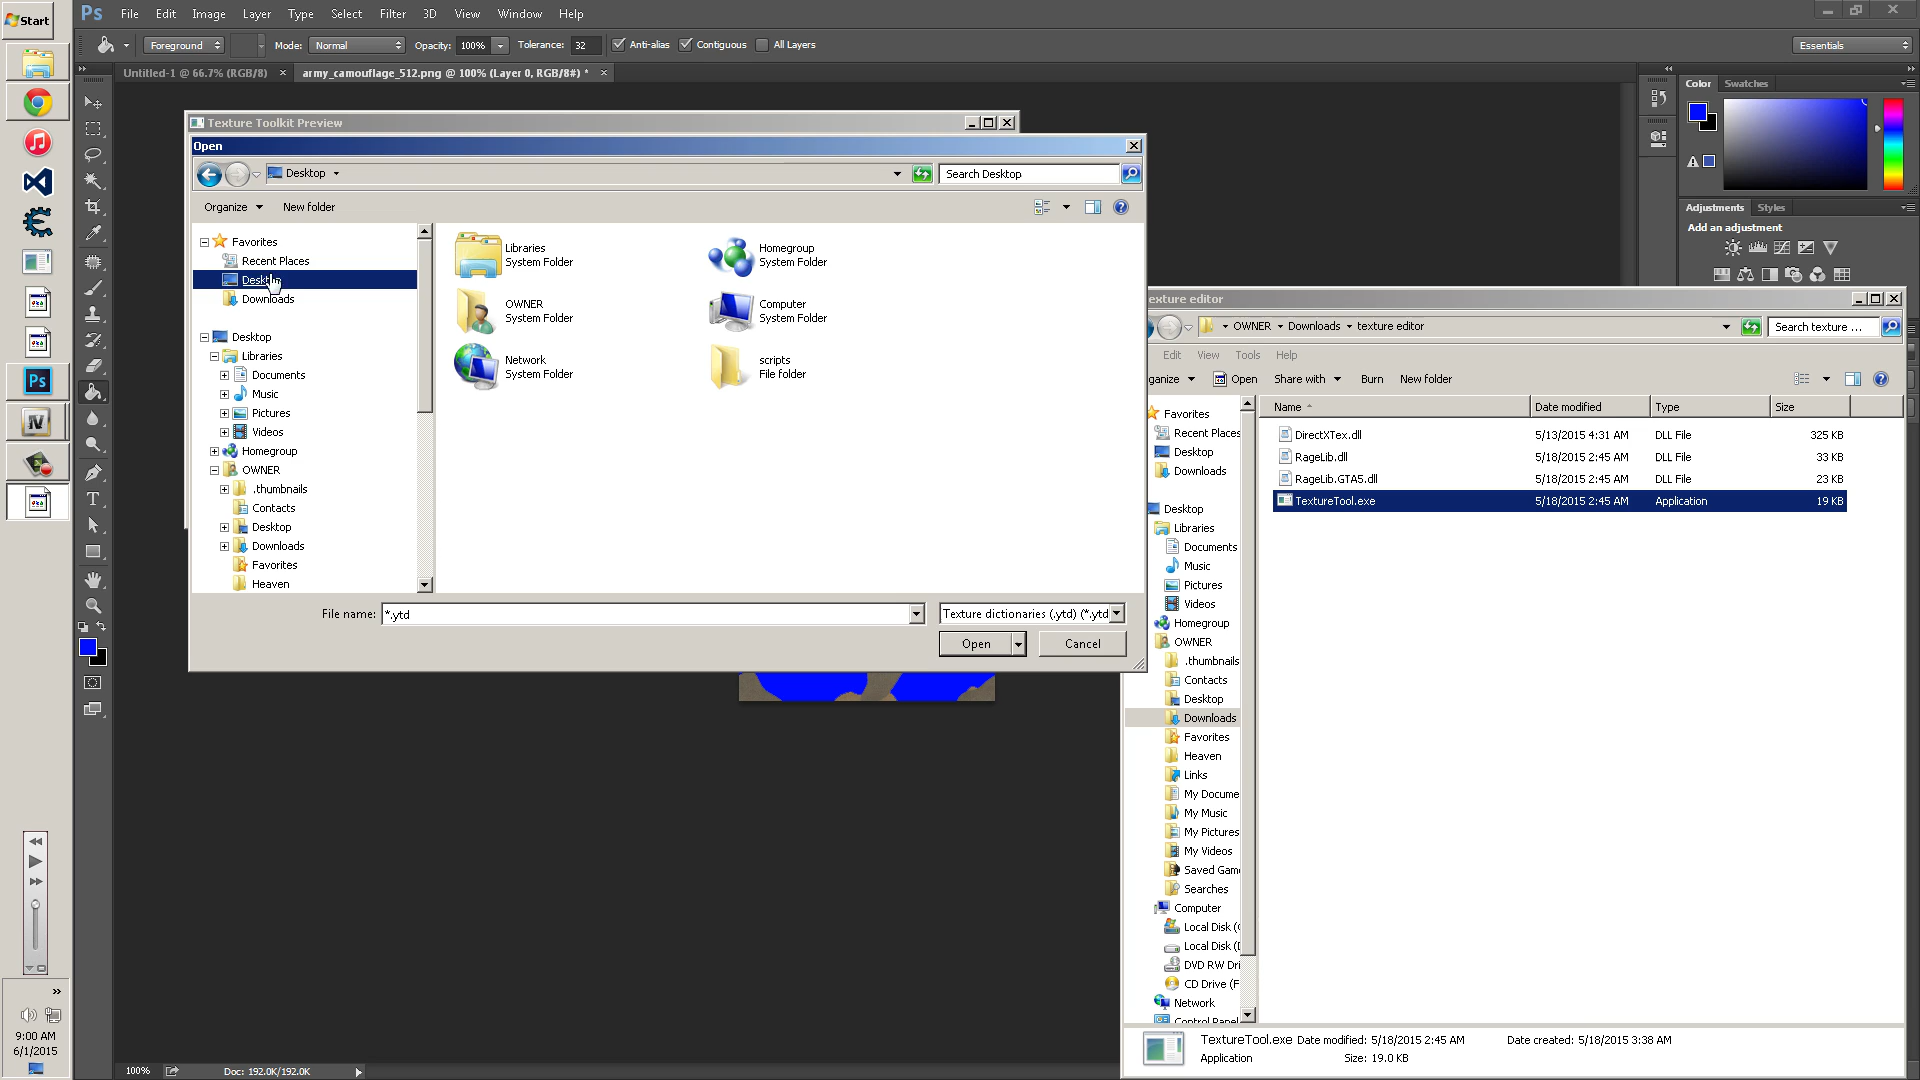 Start
Ps File Edit Image Layer Type Select Filter 3D View Window Help
Foreground Mode: Normal Opacity: 100% Tolerance: 32 Anti-alias Contiguous All Layers Essentials
Untitled-1 @ 66.7% (RGB/8) × army_camouflage_512.png @ 100% (Layer 0, RGB/8#) * ×
Color Swatches
Adjustments Styles
Add an adjustment
Texture Toolkit Preview
Open
Desktop
Search Desktop
Organize New folder
Favorites
Recent Places
Desktop
Downloads
Desktop
Libraries
Documents
Music
Pictures
Videos
Homegroup
OWNER
.thumbnails
Contacts
Desktop
Downloads
Favorites
Heaven
Libraries
System Folder
Homegroup
System Folder
OWNER
System Folder
Computer
System Folder
Network
System Folder
scripts
File folder
File name: *.ytd
Texture dictionaries (.ytd) (*.ytd
Open Cancel
exture editor
OWNER Downloads texture editor
Search texture ...
Edit View Tools Help
ganize Open Share with Burn New folder
Favorites
Recent Places
Desktop
Downloads
Desktop
Libraries
Documents
Music
Pictures
Videos
Homegroup
OWNER
.thumbnails
Contacts
Desktop
Downloads
Favorites
Heaven
Links
My Docume
My Music
My Pictures
My Videos
Saved Gam
Searches
Computer
Local Disk (
Local Disk (
DVD RW Dri
CD Drive (F
Network
Control Panel
Name Date modified Type Size
DirectXTex.dll 5/13/2015 4:31 AM DLL File 325 KB
RageLib.dll 5/18/2015 2:45 AM DLL File 33 KB
RageLib.GTA5.dll 5/18/2015 2:45 AM DLL File 23 KB
TextureTool.exe 5/18/2015 2:45 AM Application 19 KB
TextureTool.exe Date modified: 5/18/2015 2:45 AM Date created: 5/18/2015 3:38 AM
Application Size: 19.0 KB
Ps
T
9:00 AM
6/1/2015
100% Doc: 192.0K/192.0K